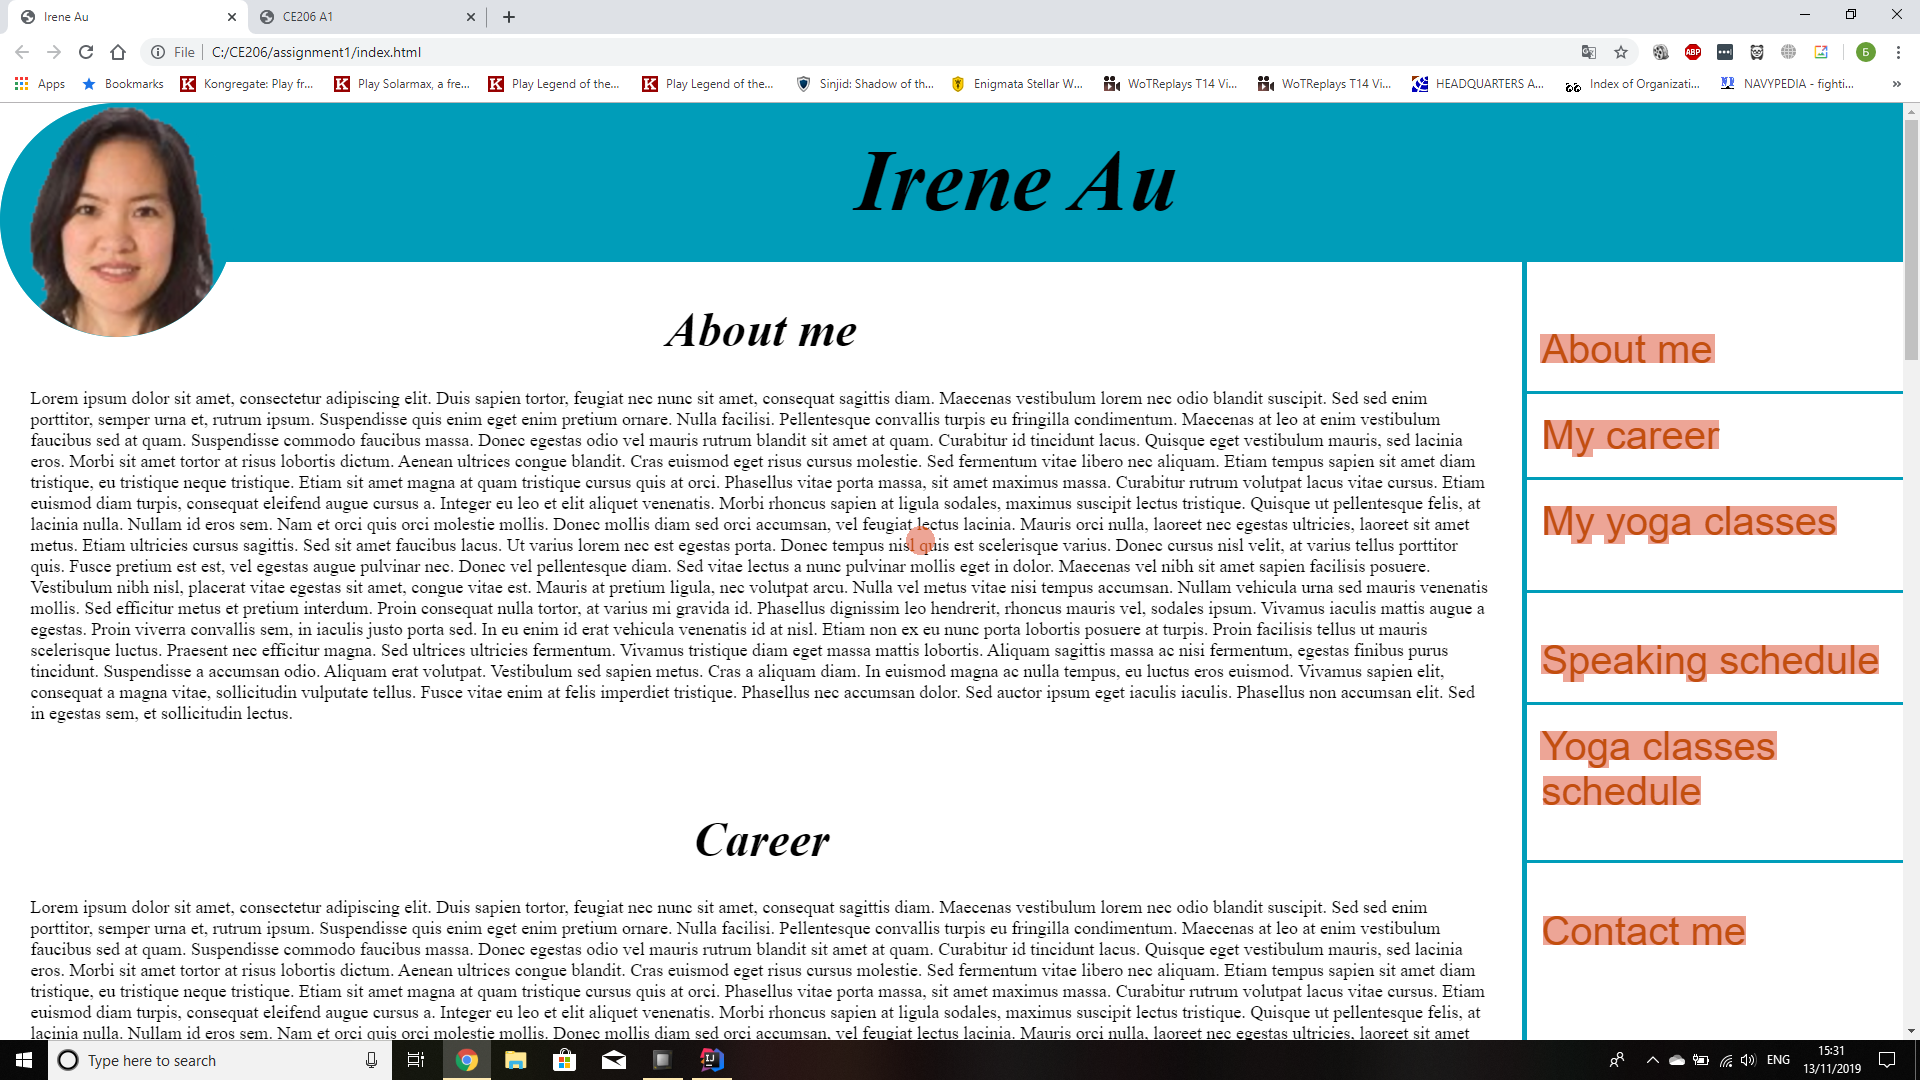 Irene Au
CE206 A1
File
C:/CE206/assignment1/index.html
ABP
Б
Apps
Bookmarks
Kongregate: Play fr...
Play Solarmax, a fre...
Play Legend of the...
Play Legend of the...
Sinjid: Shadow of th...
Enigmata Stellar W...
WoTReplays T14 Vi...
WoTReplays T14 Vi...
HEADQUARTERS A...
Index of Organizati...
NAVYPEDIA - fighti...
Irene Au
About me
Lorem ipsum dolor sit amet, consectetur adipiscing elit. Duis sapien tortor, feugiat nec nunc sit amet, consequat sagittis diam. Maecenas vestibulum lorem nec odio blandit suscipit. Sed sed enim
porttitor, semper urna et, rutrum ipsum. Suspendisse quis enim eget enim pretium ornare. Nulla facilisi. Pellentesque convallis turpis eu fringilla condimentum. Maecenas at leo at enim vestibulum
faucibus sed at quam. Suspendisse commodo faucibus massa. Donec egestas odio vel mauris rutrum blandit sit amet at quam. Curabitur id tincidunt lacus. Quisque eget vestibulum mauris, sed lacinia
eros. Morbi sit amet tortor at risus lobortis dictum. Aenean ultrices congue blandit. Cras euismod eget risus cursus molestie. Sed fermentum vitae libero nec aliquam. Etiam tempus sapien sit amet diam
tristique, eu tristique neque tristique. Etiam sit amet magna at quam tristique cursus quis at orci. Phasellus vitae porta massa, sit amet maximus massa. Curabitur rutrum volutpat lacus vitae cursus. Etiam
euismod diam turpis, consequat eleifend augue cursus a. Integer eu leo et elit aliquet venenatis. Morbi rhoncus sapien at ligula sodales, maximus suscipit lectus tristique. Quisque ut pellentesque felis, at
lacinia nulla. Nullam id eros sem. Nam et orci quis orci molestie mollis. Donec mollis diam sed orci accumsan, vel feugiat lectus lacinia. Mauris orci nulla, laoreet nec egestas ultricies, laoreet sit amet
metus. Etiam ultricies cursus sagittis. Sed sit amet faucibus lacus. Ut varius lorem nec est egestas porta. Donec tempus nisl quis est scelerisque varius. Donec cursus nisl velit, at varius tellus porttitor
quis. Fusce pretium est est, vel egestas augue pulvinar nec. Donec vel pellentesque diam. Sed vitae lectus a nunc pulvinar mollis eget in dolor. Maecenas vel nibh sit amet sapien facilisis posuere.
Vestibulum nibh nisl, placerat vitae egestas sit amet, congue vitae est. Mauris at pretium ligula, nec volutpat arcu. Nulla vel metus vitae nisi tempus accumsan. Nullam vehicula urna sed mauris venenatis
mollis. Sed efficitur metus et pretium interdum. Proin consequat nulla tortor, at varius mi gravida id. Phasellus dignissim leo hendrerit, rhoncus mauris vel, sodales ipsum. Vivamus iaculis mattis augue a
egestas. Proin viverra convallis sem, in iaculis justo porta sed. In eu enim id erat vehicula venenatis id at nisl. Etiam non ex eu nunc porta lobortis posuere at turpis. Proin facilisis tellus ut mauris
scelerisque luctus. Praesent nec efficitur magna. Sed ultrices ultricies fermentum. Vivamus tristique diam eget massa mattis lobortis. Aliquam sagittis massa ac nisi fermentum, egestas finibus purus
tincidunt. Suspendisse a accumsan odio. Aliquam erat volutpat. Vestibulum sed sapien metus. Cras a aliquam diam. In euismod magna ac nulla tempus, eu luctus eros euismod. Vivamus sapien elit,
consequat a magna vitae, sollicitudin vulputate tellus. Fusce vitae enim at felis imperdiet tristique. Phasellus nec accumsan dolor. Sed auctor ipsum eget iaculis iaculis. Phasellus non accumsan elit. Sed
in egestas sem, et sollicitudin lectus.
Career
Lorem ipsum dolor sit amet, consectetur adipiscing elit. Duis sapien tortor, feugiat nec nunc sit amet, consequat sagittis diam. Maecenas vestibulum lorem nec odio blandit suscipit. Sed sed enim
porttitor, semper urna et, rutrum ipsum. Suspendisse quis enim eget enim pretium ornare. Nulla facilisi. Pellentesque convallis turpis eu fringilla condimentum. Maecenas at leo at enim vestibulum
faucibus sed at quam. Suspendisse commodo faucibus massa. Donec egestas odio vel mauris rutrum blandit sit amet at quam. Curabitur id tincidunt lacus. Quisque eget vestibulum mauris, sed lacinia
eros. Morbi sit amet tortor at risus lobortis dictum. Aenean ultrices congue blandit. Cras euismod eget risus cursus molestie. Sed fermentum vitae libero nec aliquam. Etiam tempus sapien sit amet diam
tristique, eu tristique neque tristique. Etiam sit amet magna at quam tristique cursus quis at orci. Phasellus vitae porta massa, sit amet maximus massa. Curabitur rutrum volutpat lacus vitae cursus. Etiam
euismod diam turpis, consequat eleifend augue cursus a. Integer eu leo et elit aliquet venenatis. Morbi rhoncus sapien at ligula sodales, maximus suscipit lectus tristique. Quisque ut pellentesque felis, at
lacinia nulla. Nullam id eros sem. Nam et orci quis orci molestie mollis. Donec mollis diam sed orci accumsan, vel feugiat lectus lacinia. Mauris orci nulla, laoreet nec egestas ultricies, laoreet sit amet
About me
My career
My yoga classes
Speaking schedule
Yoga classes
schedule
Contact me
Type here to search
ENG
15:31
13/11/2019